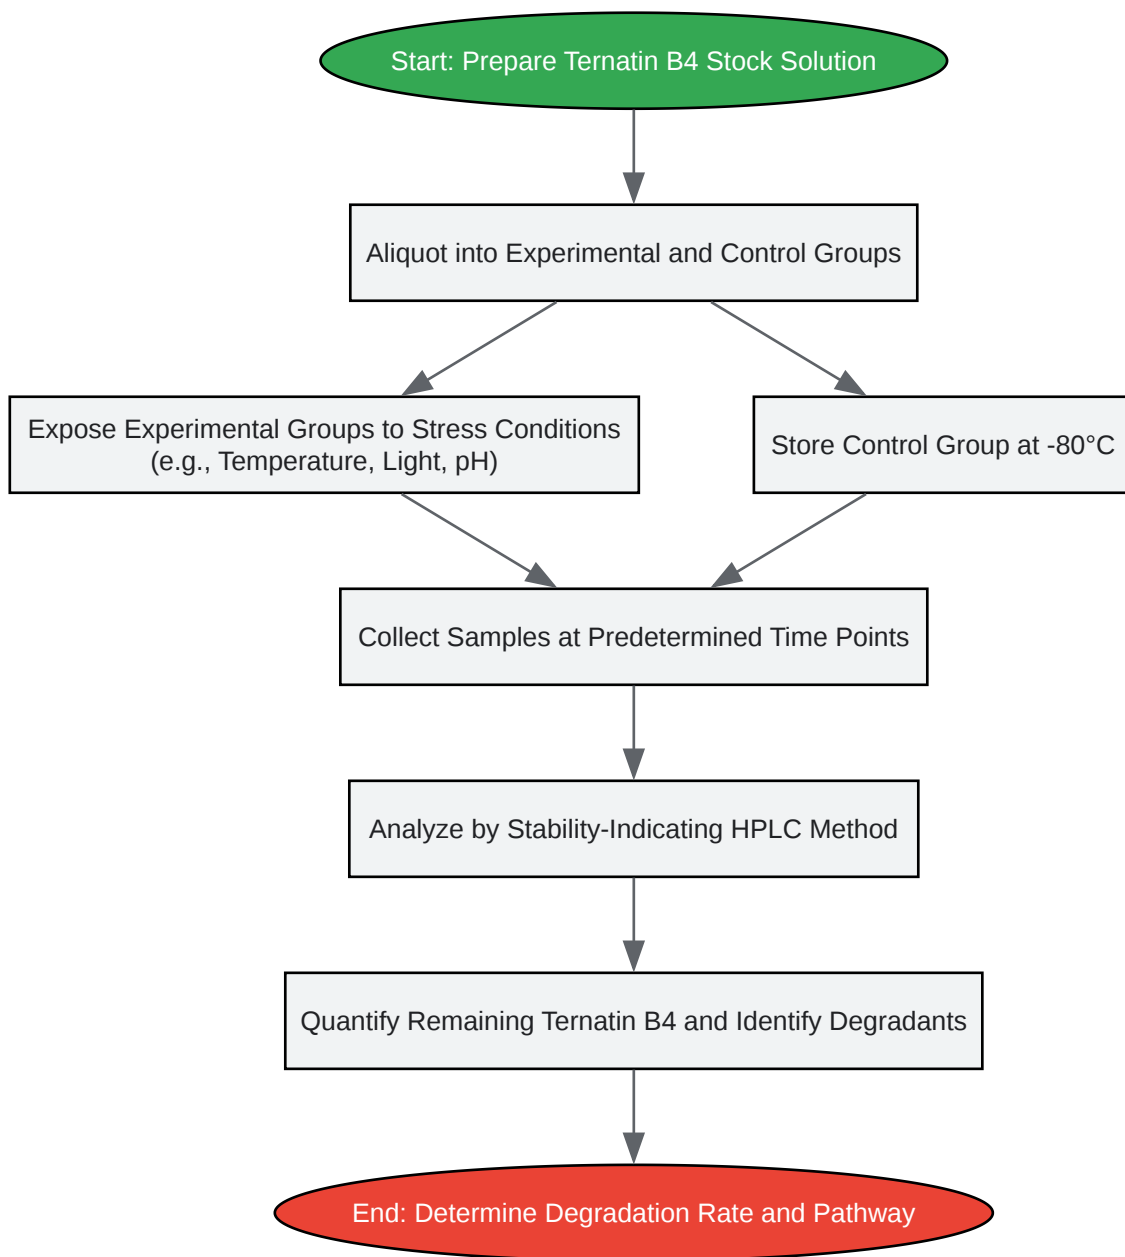 Start: Prepare Ternatin B4 Stock Solution
Aliquot into Experimental and Control Groups
Expose Experimental Groups to Stress Conditions
(e.g., Temperature, Light, pH)
Store Control Group at -80°C
Collect Samples at Predetermined Time Points
Analyze by Stability-Indicating HPLC Method
Quantify Remaining Ternatin B4 and Identify Degradants
End: Determine Degradation Rate and Pathway